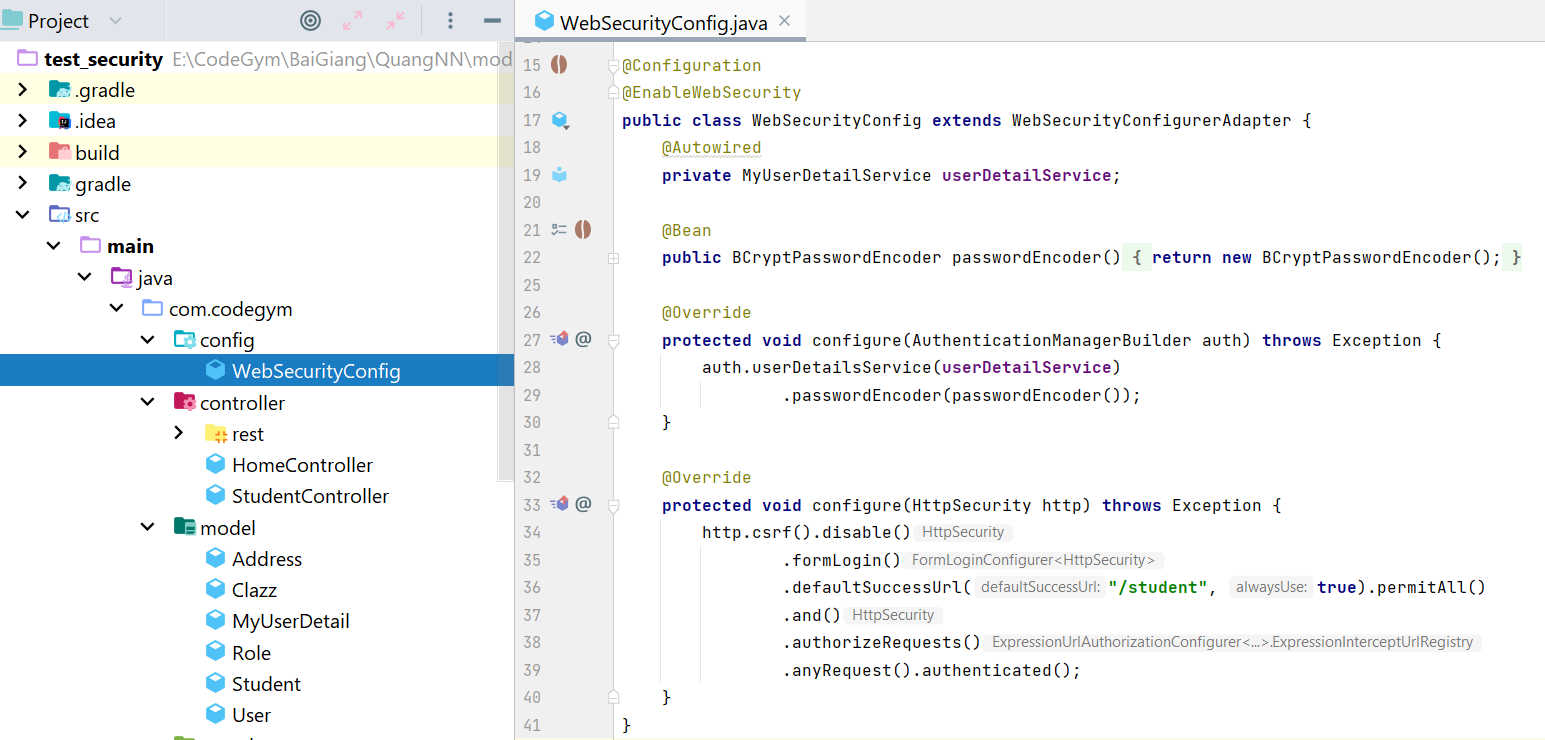 Project
WebSecurityConfig.java
test_security E:\CodeGym\BaiGiang\QuangNN\mod
.gradle
.idea
build
gradle
src
main
java
com.codegym
config
WebSecurityConfig
controller
rest
HomeController
StudentController
model
Address
Clazz
MyUserDetail
Role
Student
User
15 @Configuration
16 @EnableWebSecurity
17 public class WebSecurityConfig extends WebSecurityConfigurerAdapter {
18 @Autowired
19 private MyUserDetailService userDetailService;
20
21 @Bean
22 public BCryptPasswordEncoder passwordEncoder() { return new BCryptPasswordEncoder(); }
25
26 @Override
27 protected void configure(AuthenticationManagerBuilder auth) throws Exception {
28 auth.userDetailsService(userDetailService)
29 .passwordEncoder(passwordEncoder());
30 }
31
32 @Override
33 protected void configure(HttpSecurity http) throws Exception {
34 http.csrf().disable() HttpSecurity
35 .formLogin() FormLoginConfigurer<HttpSecurity>
36 .defaultSuccessUrl( defaultSuccessUrl: "/student", alwaysUse: true).permitAll()
37 .and() HttpSecurity
38 .authorizeRequests() ExpressionUrlAuthorizationConfigurer<...>.ExpressionInterceptUrlRegistry
39 .anyRequest().authenticated();
40 }
41 }